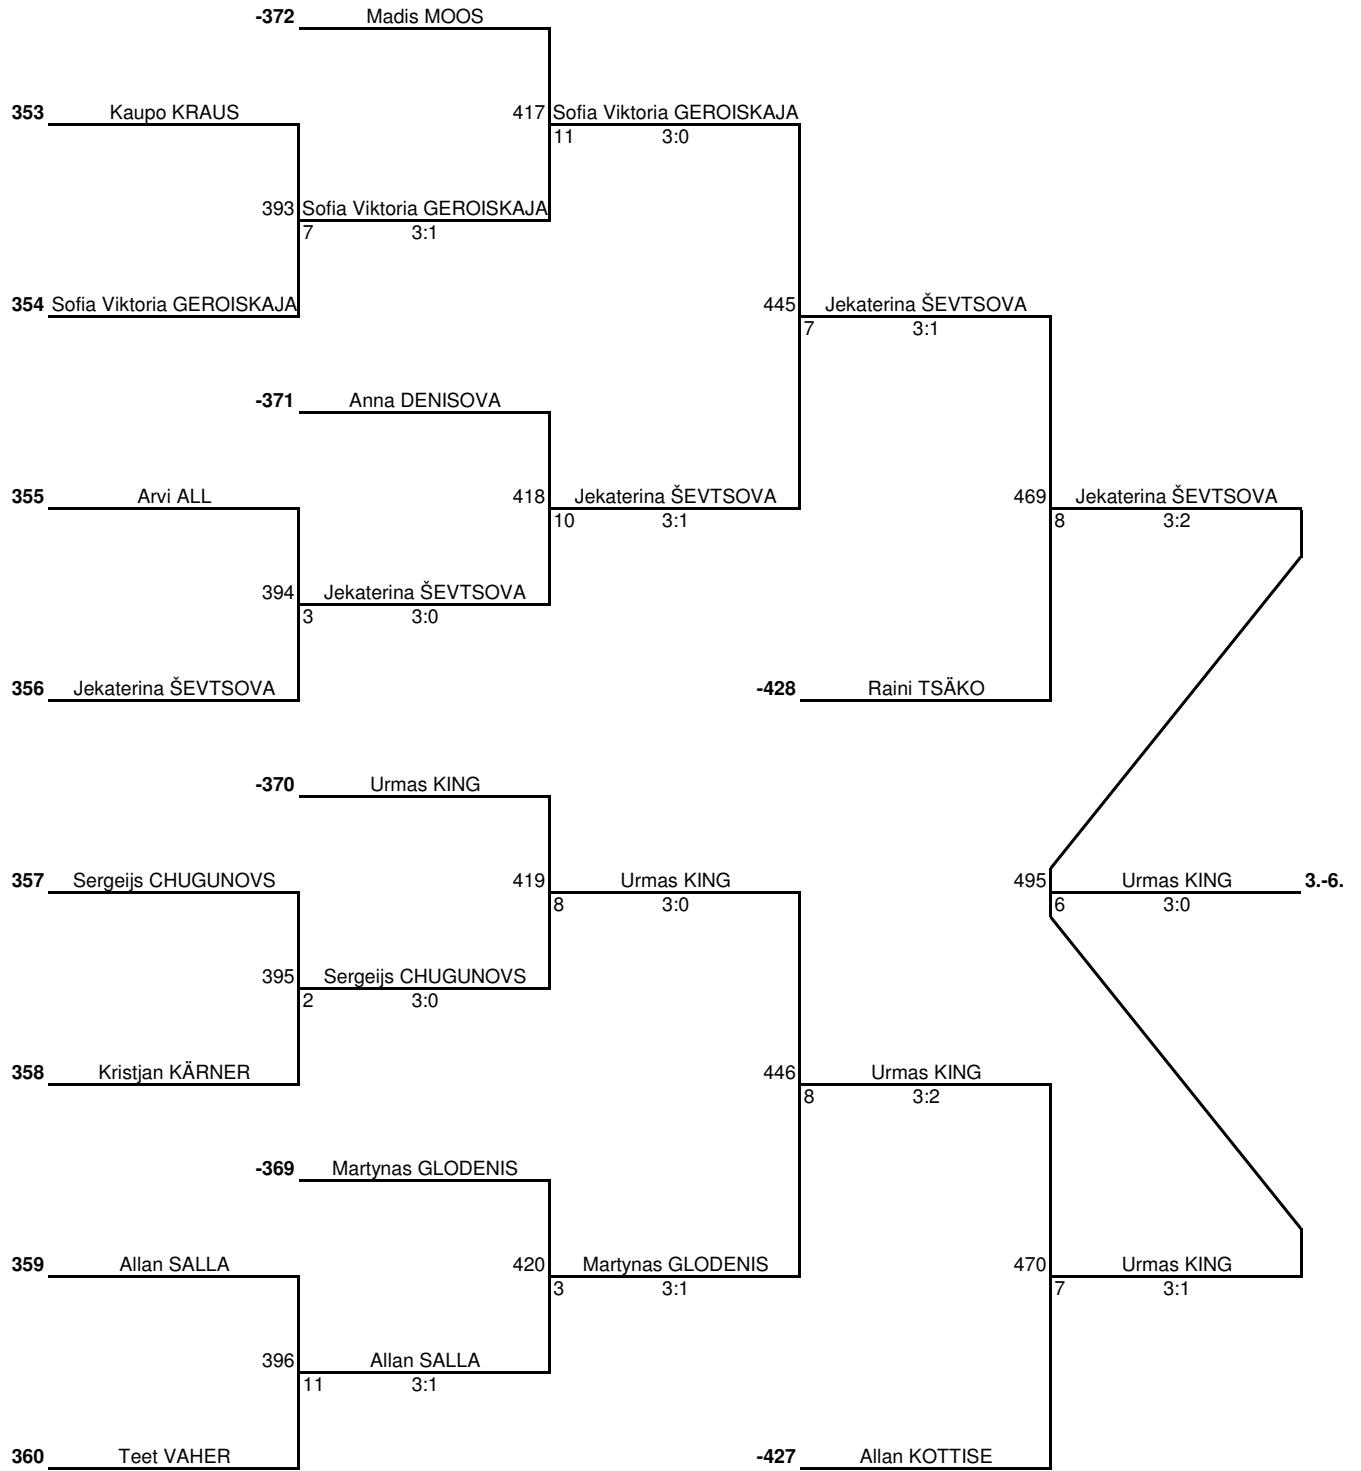 -372 Madis MOOS
353 Kaupo KRAUS 417 Sofia Viktoria GEROISKAJA
11 3:0
393 Sofia Viktoria GEROISKAJA
7 3:1
354 Sofia Viktoria GEROISKAJA 445 Jekaterina ŠEVTSOVA
7 3:1
-371 Anna DENISOVA
355 Arvi ALL 418 Jekaterina ŠEVTSOVA 469 Jekaterina ŠEVTSOVA
10 3:1 8 3:2
394 Jekaterina ŠEVTSOVA
3 3:0
356 Jekaterina ŠEVTSOVA -428 Raini TSÄKO
-370 Urmas KING
357 Sergeijs CHUGUNOVS 419 Urmas KING 495 Urmas KING 3.-6.
8 3:0 6 3:0
395 Sergeijs CHUGUNOVS
2 3:0
358 Kristjan KÄRNER 446 Urmas KING
8 3:2
-369 Martynas GLODENIS
359 Allan SALLA 420 Martynas GLODENIS 470 Urmas KING
3 3:1 7 3:1
396 Allan SALLA
11 3:1
360 Teet VAHER -427 Allan KOTTISE